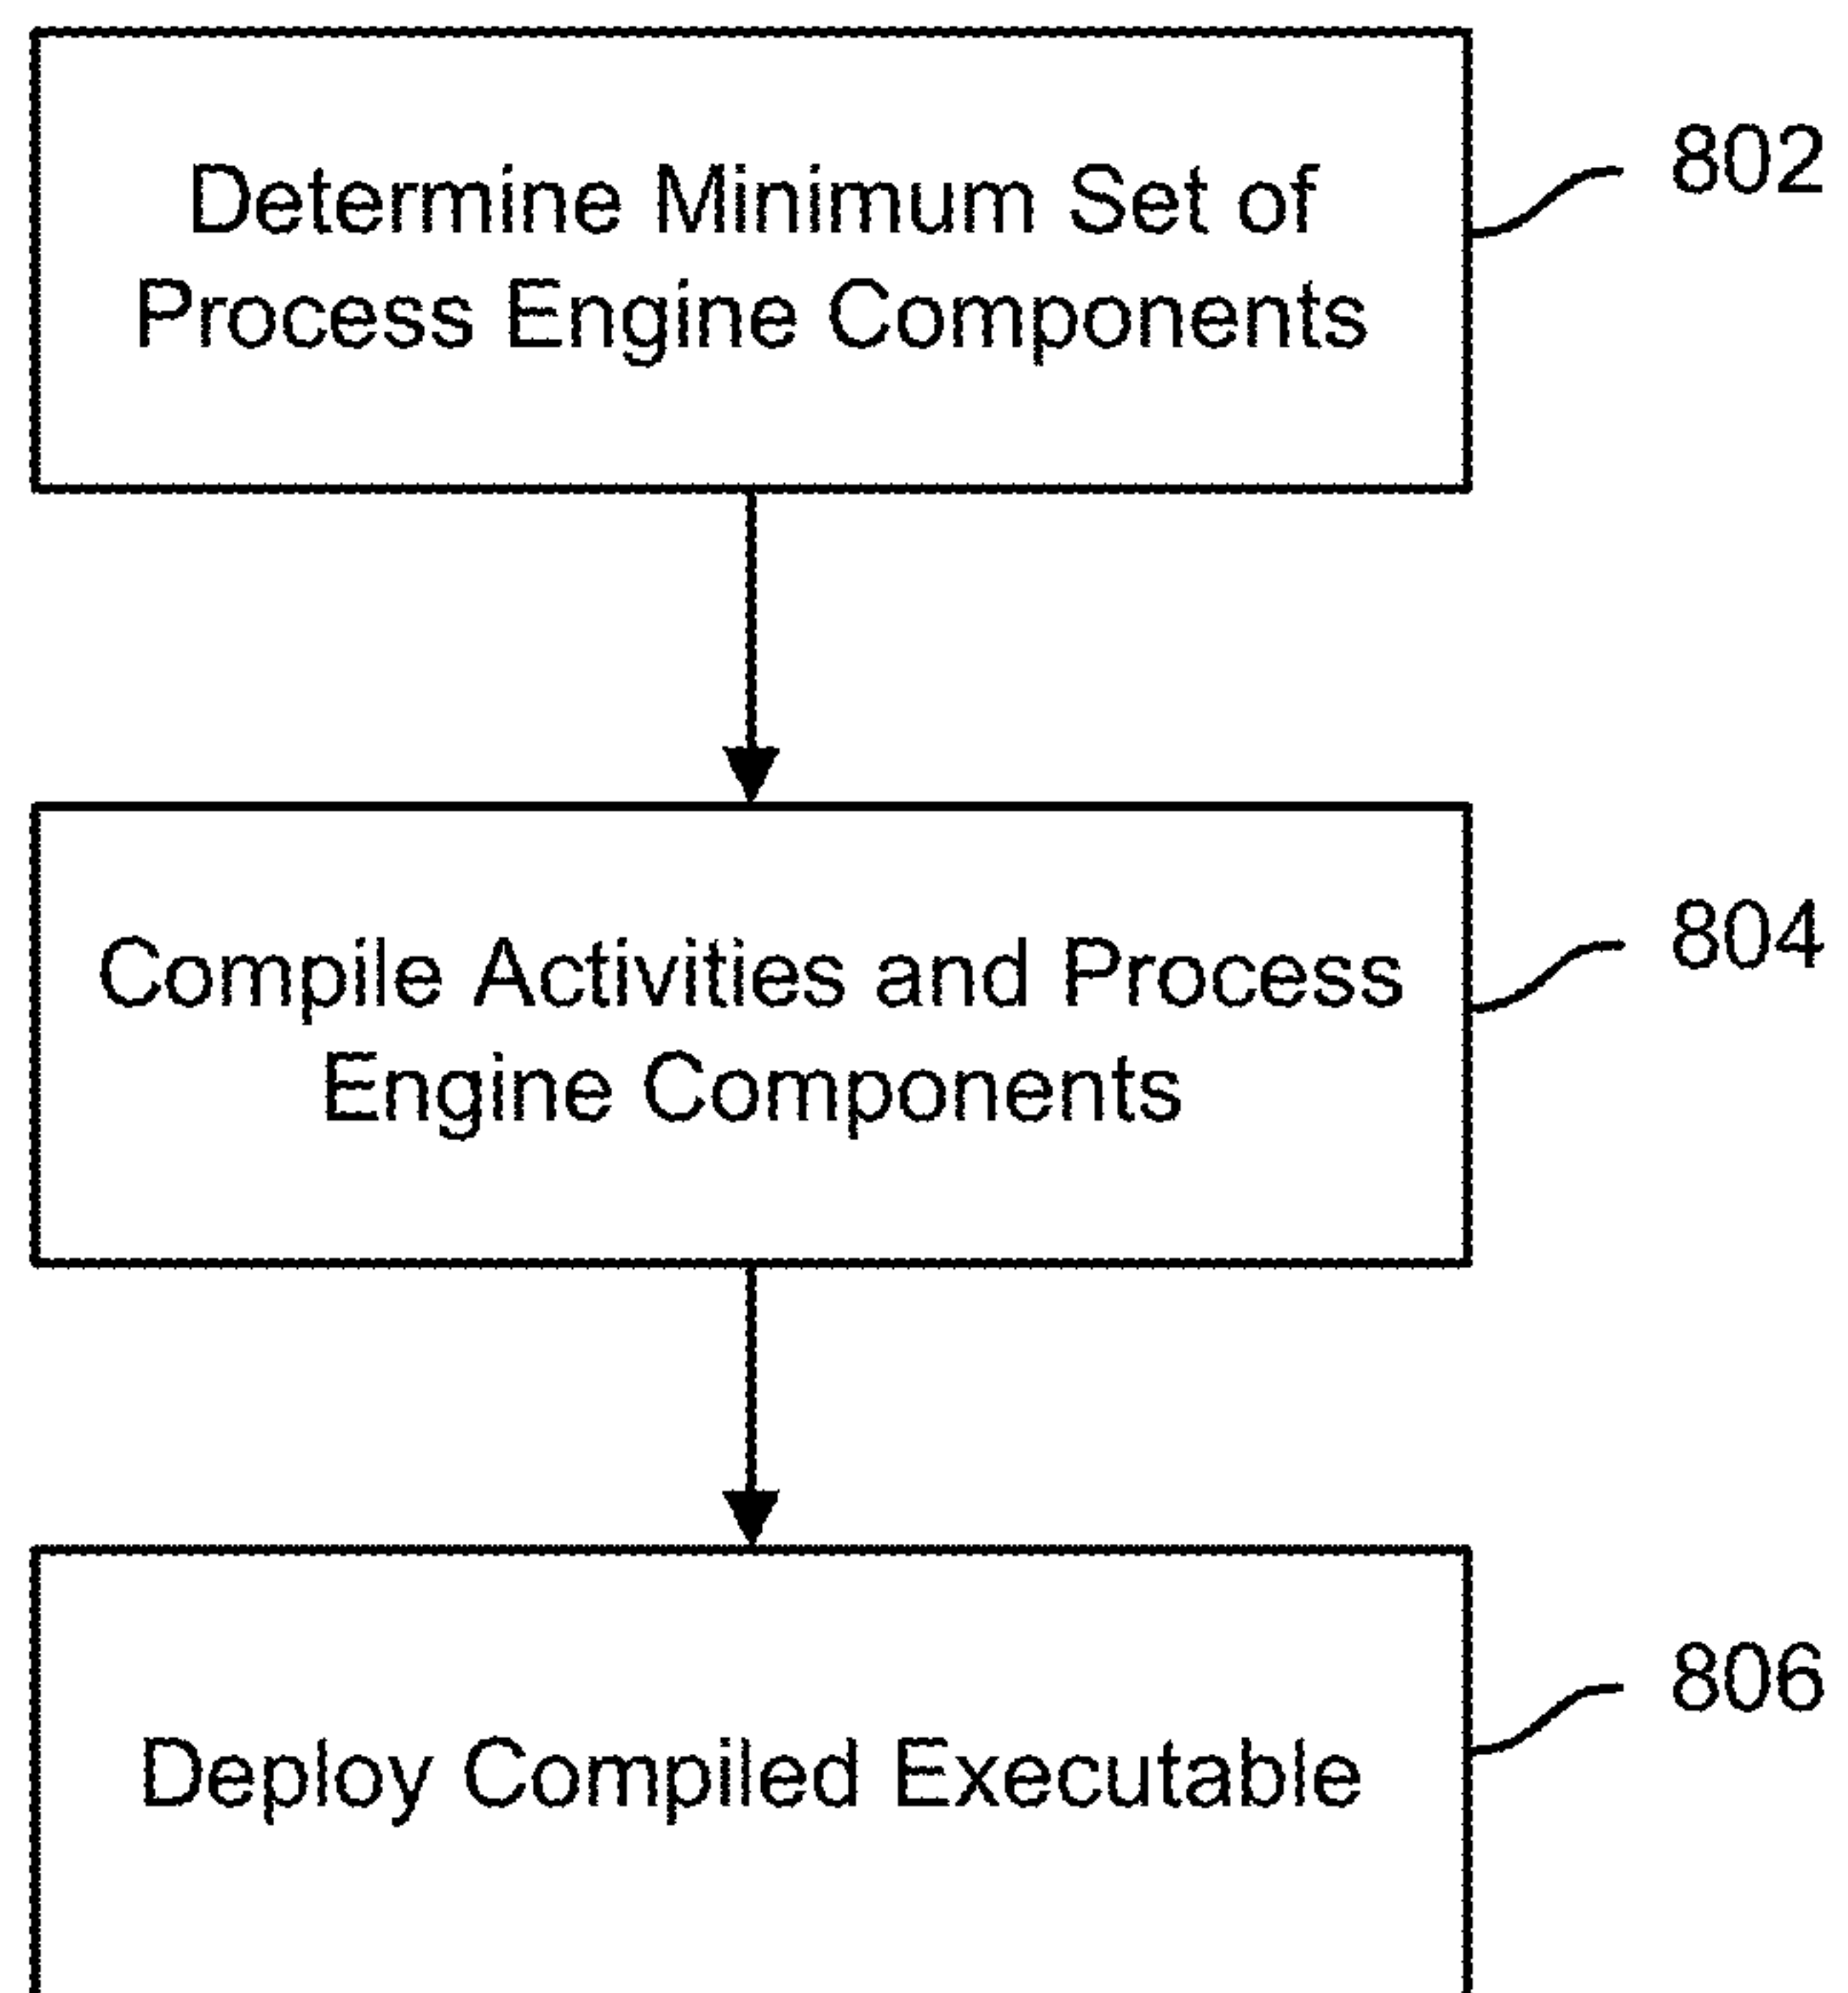 Determine Minimum Set of
Process Engine Components
802
Compile Activities and Process
Engine Components
804
Deploy Compiled Executable
806